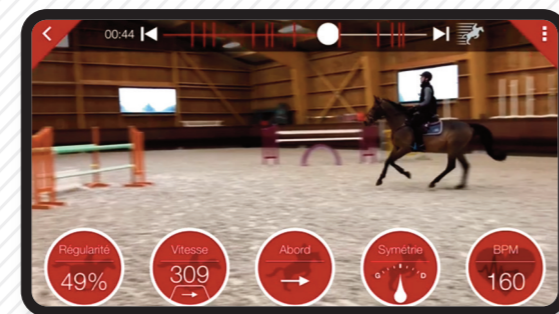 00:44
Régularité
49%
Vitesse
309
Abord
Symétrie
G D
BPM
160